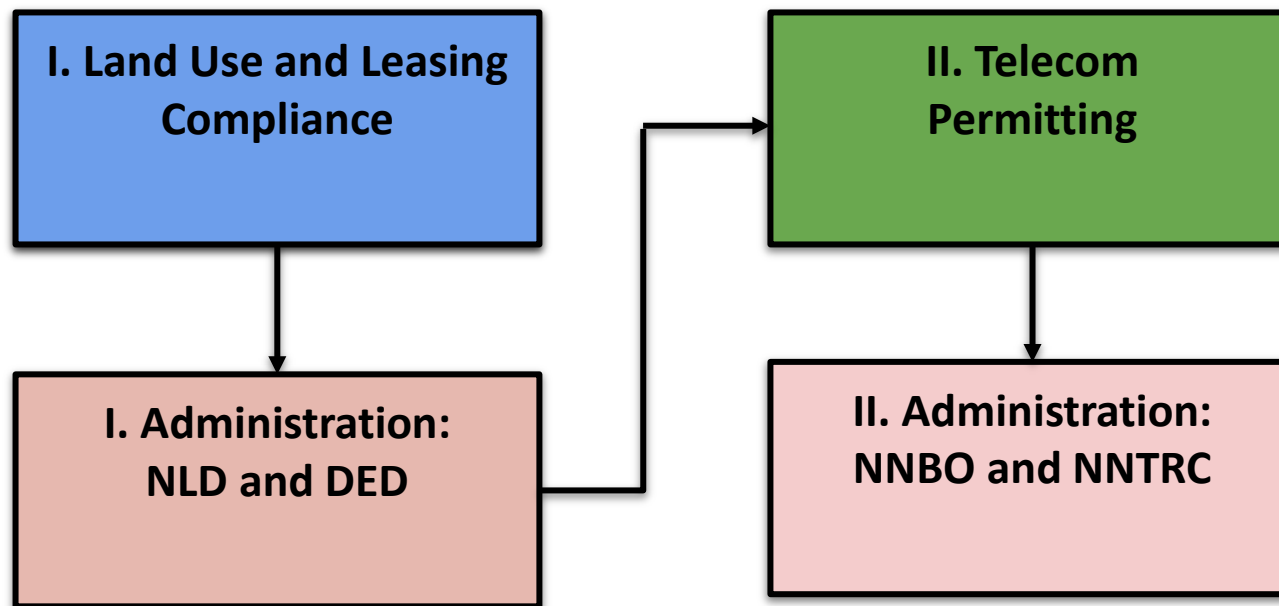 I. Land Use and Leasing
Compliance
I. Administration:
NLD and DED
II. Telecom
Permitting
II. Administration:
NNBO and NNTRC